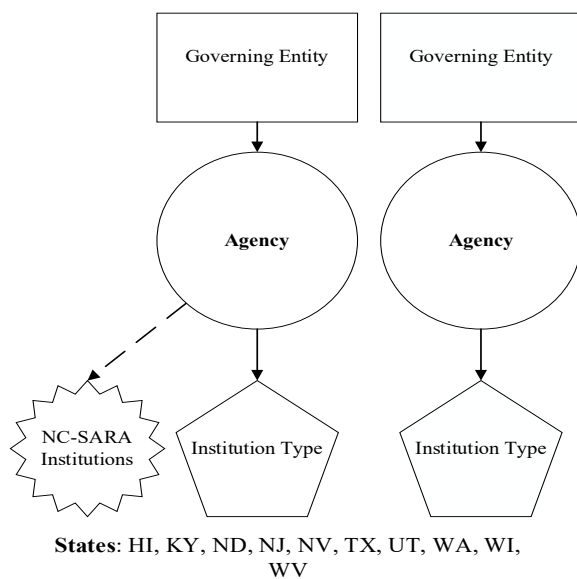 Governing Entity
Governing Entity
Agency
Agency
NC-SARA
Institutions
Institution Type
Institution Type
States: HI, KY, ND, NJ, NV, TX, UT, WA, WI,
WV